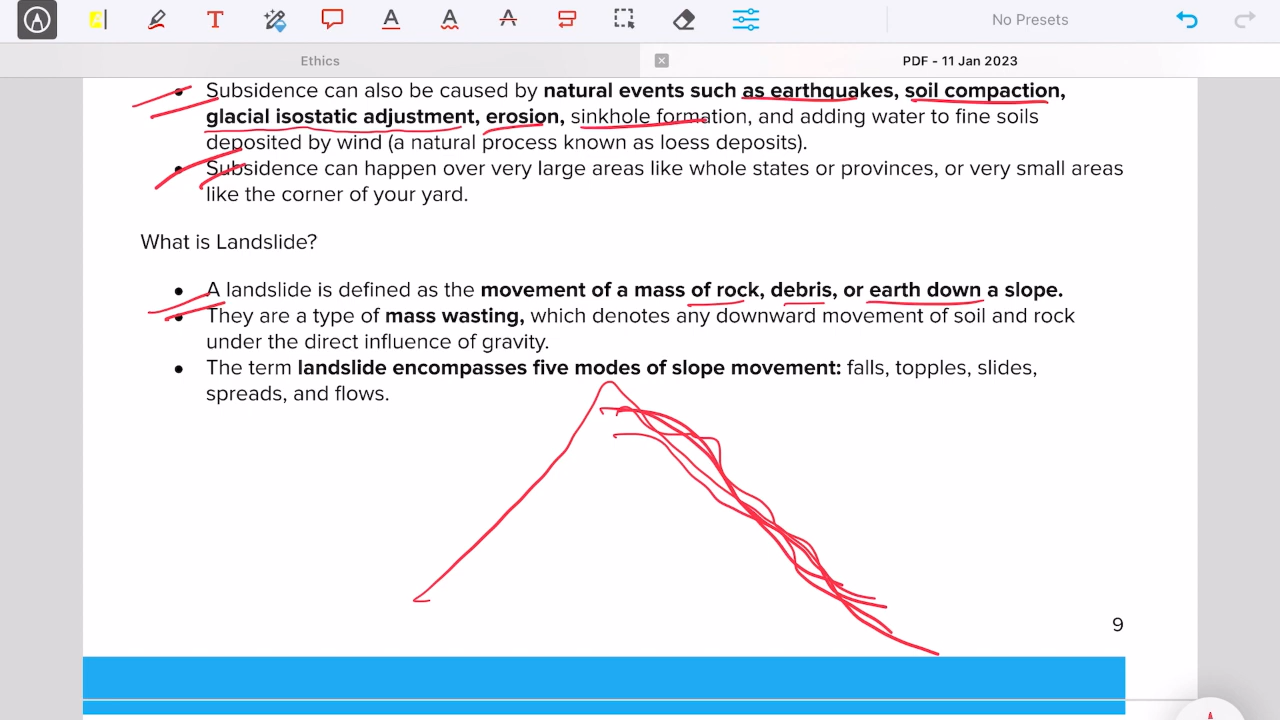 No Presets
Ethics
PDF - 11 Jan 2023
• Subsidence can also be caused by natural events such as earthquakes, soil compaction,
glacial isostatic adjustment, erosion, sinkhole formation, and adding water to fine soils
deposited by wind (a natural process known as loess deposits).
• Subsidence can happen over very large areas like whole states or provinces, or very small areas
like the corner of your yard.
What is Landslide?
• A landslide is defined as the movement of a mass of rock, debris, or earth down a slope.
• They are a type of mass wasting, which denotes any downward movement of soil and rock
under the direct influence of gravity.
• The term landslide encompasses five modes of slope movement: falls, topples, slides,
spreads, and flows.
9